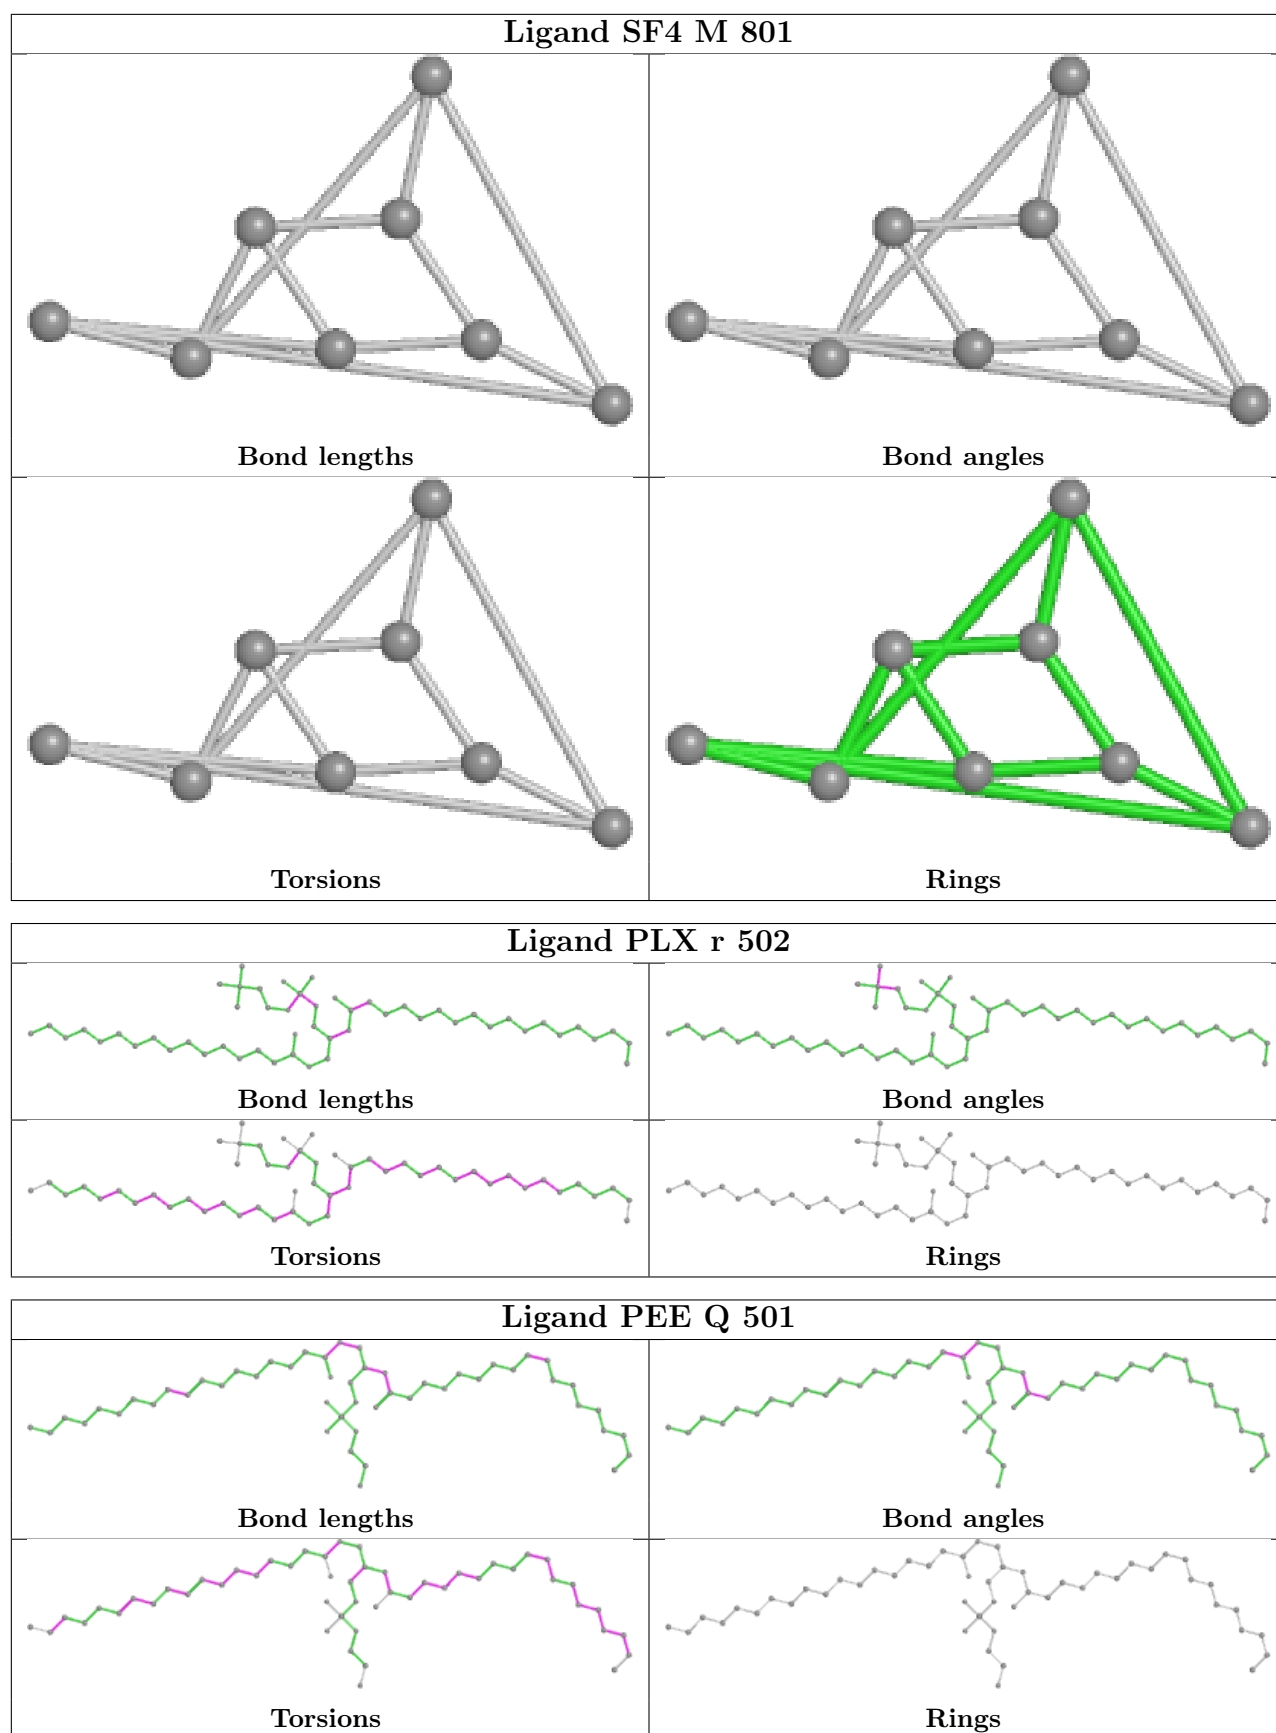 Ligand SF4 M 801
Bond lengths
Bond angles
Torsions
Rings
Ligand PLX r 502
Bond lengths
Bond angles
Torsions
Rings
Ligand PEE Q 501
Bond lengths
Bond angles
Torsions
Rings